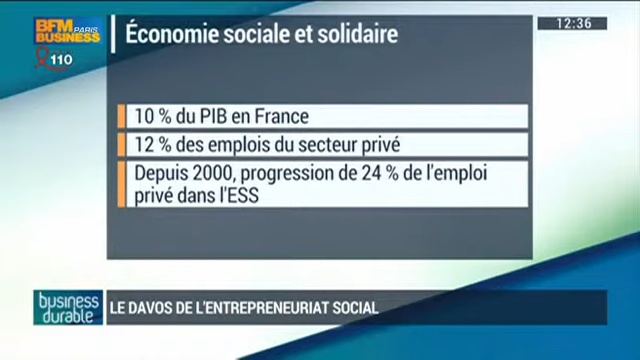 BFM PARIS
BUSINESS
110
12:36
Économie sociale et solidaire
10 % du PIB en France
12 % des emplois du secteur privé
Depuis 2000, progression de 24 % de l'emploi
privé dans l'ESS
business
durable
LE DAVOS DE L'ENTREPRENEURIAT SOCIAL